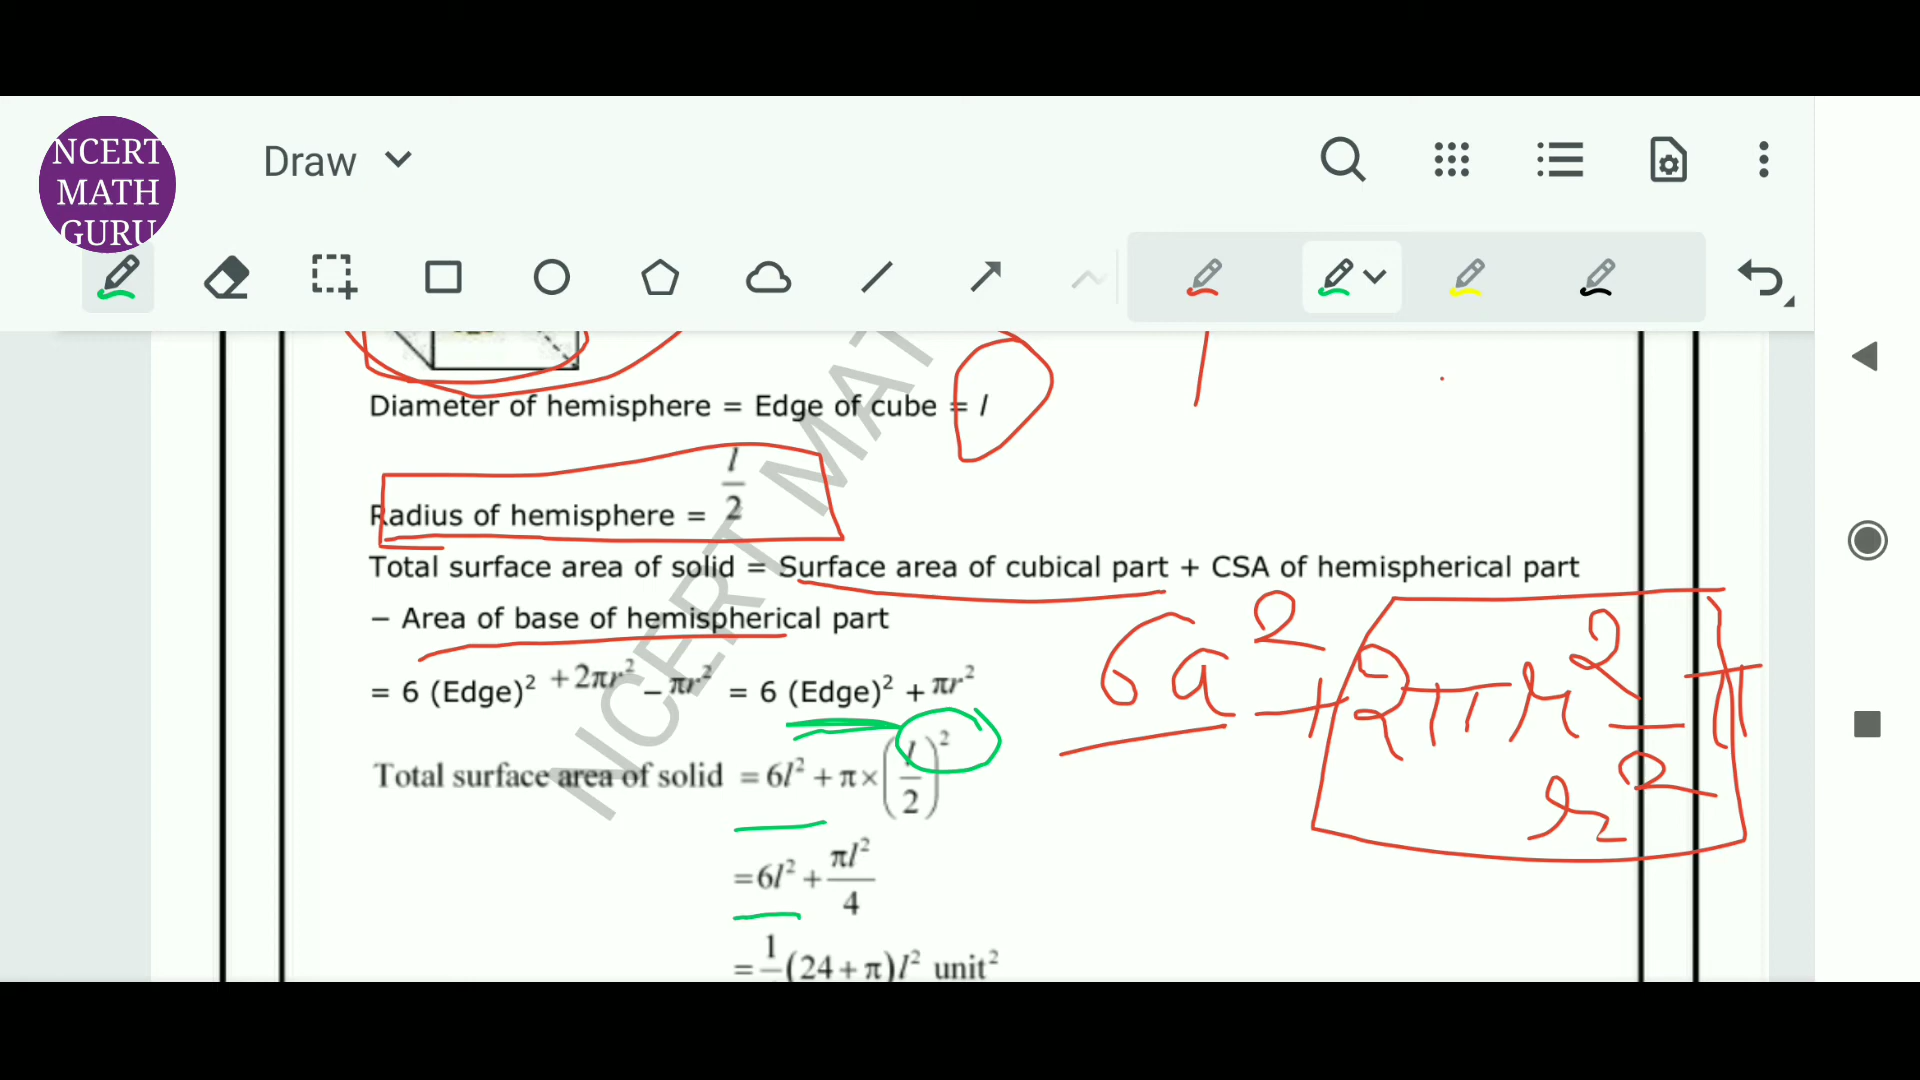 NCERT
MATH
GURU
Draw
Diameter of hemisphere = Edge of cube = l
Radius of hemisphere = l/2
Total surface area of solid = Surface area of cubical part + CSA of hemispherical part
− Area of base of hemispherical part
= 6 (Edge)² +2πr² − πr² = 6 (Edge)² + πr²
6a² + 2πr² − π
r²
Total surface area of solid = 6l² + π × (l/2)²
= 6l² + πl²/4
= 1/ (24 + π) l² unit²
NCERT MAT